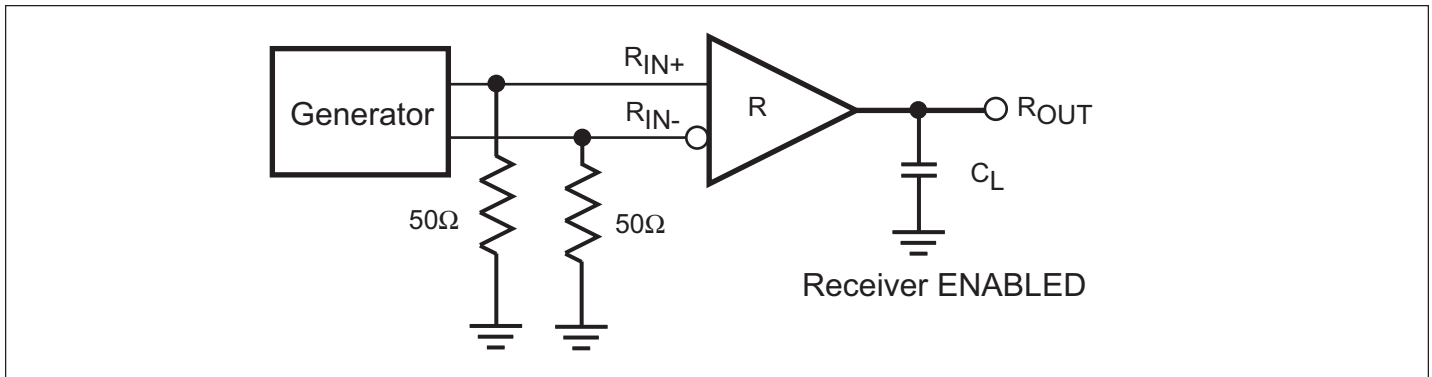 Generator
RIN+
RIN-
R
ROUT
CL
50Ω
50Ω
Receiver ENABLED